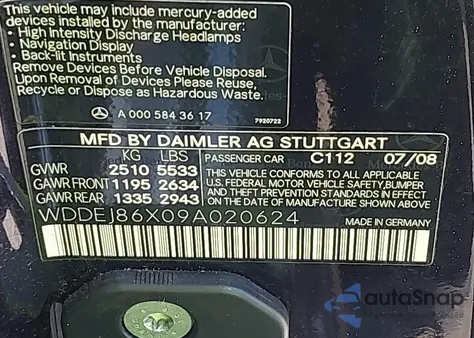 This vehicle may include mercury-added
devices installed by the manufacturer:
• High Intensity Discharge Headlamps
• Navigation Display
• Back-lit Instruments
Remove Devices Before Vehicle Disposal.
Upon Removal of Devices Please Reuse,
Recycle or Dispose as Hazardous Waste.
A 000 584 36 17
7920722
MFD BY DAIMLER AG STUTTGART
KG LBS PASSENGER CAR C112 07/08
GVWR 2510 5533
GAWR FRONT 1195 2634
GAWR REAR 1335 2943
THIS VEHICLE CONFORMS TO ALL APPLICABLE
U.S. FEDERAL MOTOR VEHICLE SAFETY, BUMPER
AND THEFT PREVENTION STANDARDS IN EFFECT
ON THE DATE OF MANUFACTURE SHOWN ABOVE.
WDDEJ86X09A020624
autoSnap